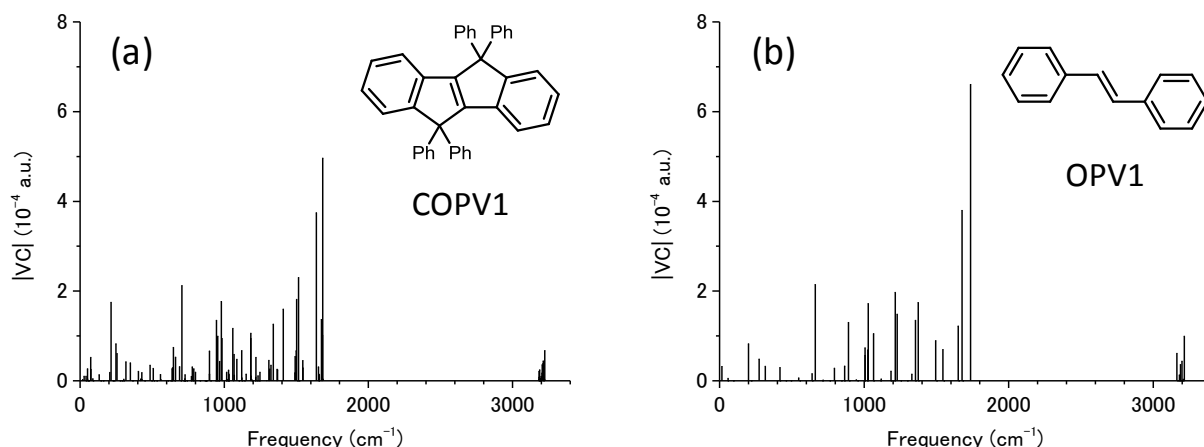 (a)
|VC| (10⁻⁴ a.u.)
8
6
4
2
0
Ph Ph
Ph Ph
COPV1
0 1000 2000 3000
Frequency (cm⁻¹)
(b)
|VC| (10⁻⁴ a.u.)
8
6
4
2
0
OPV1
0 1000 2000 3000
Frequency (cm⁻¹)